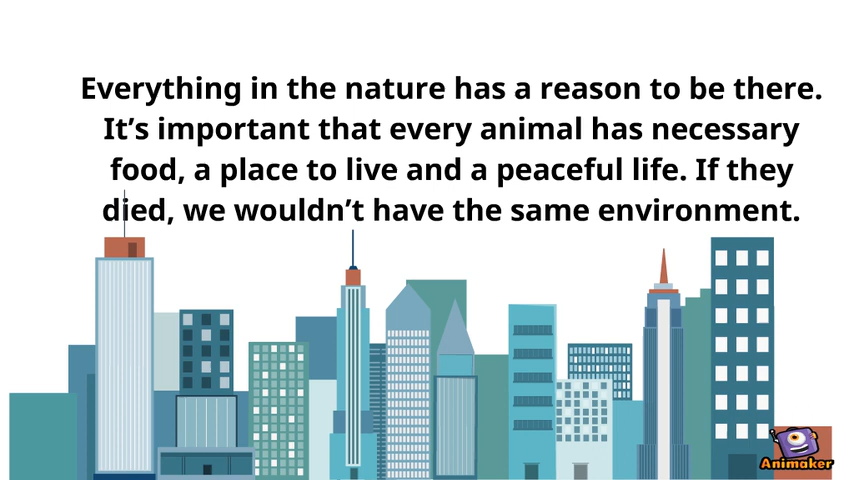 Everything in the nature has a reason to be there.
It’s important that every animal has necessary
food, a place to live and a peaceful life. If they
died, we wouldn’t have the same environment.
Animaker